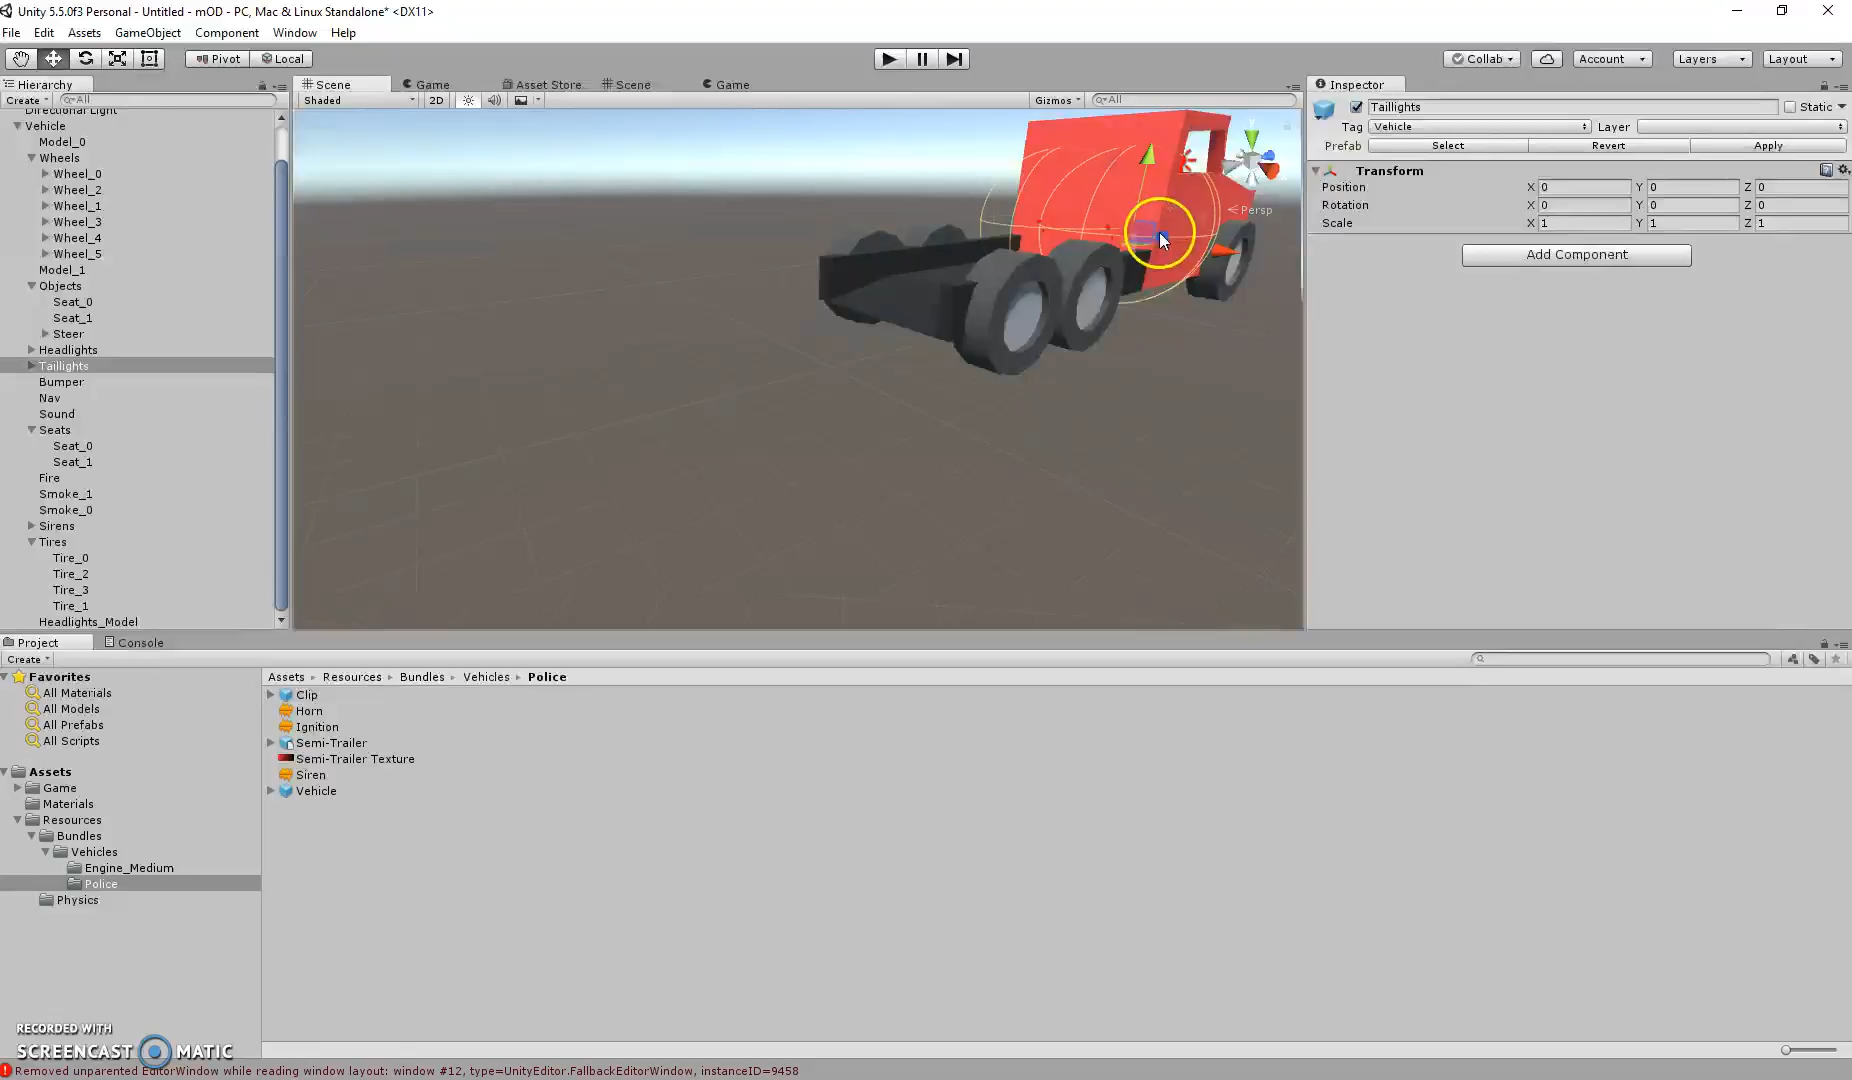 Unity 5.5.0f3 Personal - Untitled - mOD - PC, Mac & Linux Standalone* <DX11>
File Edit Assets GameObject Component Window Help
Pivot Local Collab Account Layers Layout
Hierarchy
Create All
Directional Light
Vehicle
Model_0
Wheels
Wheel_0
Wheel_2
Wheel_1
Wheel_3
Wheel_4
Wheel_5
Model_1
Objects
Seat_0
Seat_1
Steer
Headlights
Taillights
Bumper
Nav
Sound
Seats
Seat_0
Seat_1
Fire
Smoke_1
Smoke_0
Sirens
Tires
Tire_0
Tire_2
Tire_3
Tire_1
Headlights_Model
Scene Game Asset Store Scene Game
Shaded 2D Gizmos All
Persp
Inspector
Taillights Static
Tag Vehicle Layer
Prefab Select Revert Apply
Transform
Position X 0 Y 0 Z 0
Rotation X 0 Y 0 Z 0
Scale X 1 Y 1 Z 1
Add Component
Project Console
Create
Favorites
All Materials
All Models
All Prefabs
All Scripts
Assets
Game
Materials
Resources
Bundles
Vehicles
Engine_Medium
Police
Physics
Assets Resources Bundles Vehicles Police
Clip
Horn
Ignition
Semi-Trailer
Semi-Trailer Texture
Siren
Vehicle
RECORDED WITH
SCREENCAST MATIC
Removed unparented EditorWindow while reading window layout: window #12, type=UnityEditor.FallbackEditorWindow, instanceID=9458